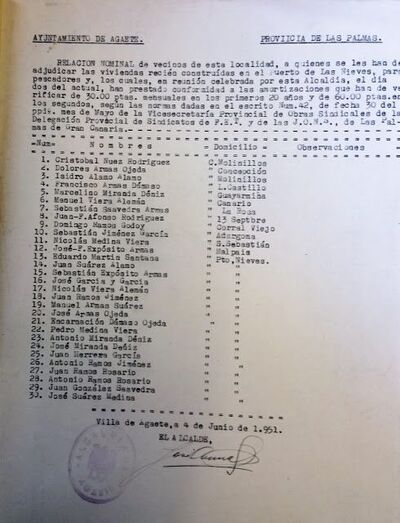 AYUNTAMIENTO DE AGAETE. PROVIICIA DE LAS PALMAS.
RELACION NOMINAL de vecinos de esta localidad, a quienes se les han de
adjudicar las viviendas recién construidas en el Puerto de Las Nieves, para
pescadores y, los cuales, en reunión celebrada por esta Alcaldía, el día
dos del actual, han prestado conformidad a las amortizaciones que han de ve
rificar de 30.00 ptas. mensuales en los primeros 20 años y de 60.00 ptas.en
los segundos, según las normas dadas en el escrito Num.42, de fecha 30 del
ppdº. mes de Mayo de la Vicesecretaría Provincial de Obras Sindicales de la
Delegación Provincial de Sindicatos de F.E.T. y de las J.O.N.S., de Las Pal-
mas de Gran Canaria.
Num= N o m b r e s = Domicilio = Observaciones
1. Cristobal Nuez Rodriguez C.Molinillos
2. Dolores Armas Ojeda " Concepción
3. Isidro Alamo Alamo " Molinillos
4. Francisco Armas Dámaso " L.Castillo
5. Marcelino Miranda Déniz " Guayarmina
6. Manuel Viera Alemán " Canario
7. Sebastián Saavedra Armas " La Rosa
8. Juan-F.Afonso Rodriguez " 13 Septbre
9. Domingo Ramos Godoy " Corral Viejo
10. Sebastián Jiménez García " Adargoma
11. Nicolás Medina Viera " S.Sebastián
12. José-F.Expósito Armas " Malpais
13. Eduardo Martin Santana " Pto.Nieves.
14. Juan Suárez Alamo " "
15. Sebastián Expósito Armas " "
16. José García y García " "
17. Nicolás Viera Alemán " "
18. Juan Ramos Jiménez " "
19. Manuel Armas Suárez " "
20. José Armas Ojeda " "
21. Encarnación Dámaso Ojeda " "
22. Pedro Medina Viera " "
23. Antonio Miranda Déniz " "
24. José Miranda Deñiz " "
25. Juan Herrera García " "
26. Antonio Ramos Jiménez " "
27. Juan Ramos Rosario " "
28. Antonio Ramos Rosario " "
29. Juan González Saavedra " "
30. José Suárez Medina " "
Villa de Agaete, a 4 de Junio de 1.951.
EL ALCALDE,